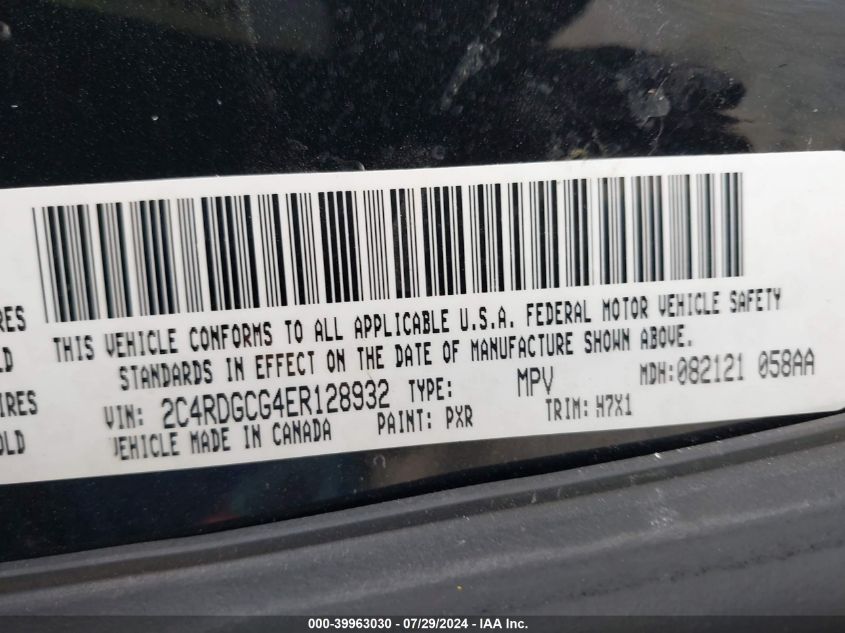 RES
LD
IRES
OLD
THIS VEHICLE CONFORMS TO ALL APPLICABLE U.S.A. FEDERAL MOTOR VEHICLE SAFETY
STANDARDS IN EFFECT ON THE DATE OF MANUFACTURE SHOWN ABOVE.
VIN: 2C4RDGCG4ER128932 TYPE: MPV MDH: 082121 058AA
VEHICLE MADE IN CANADA PAINT: PXR TRIM: H7X1
000-39963030 - 07/29/2024 - IAA Inc.